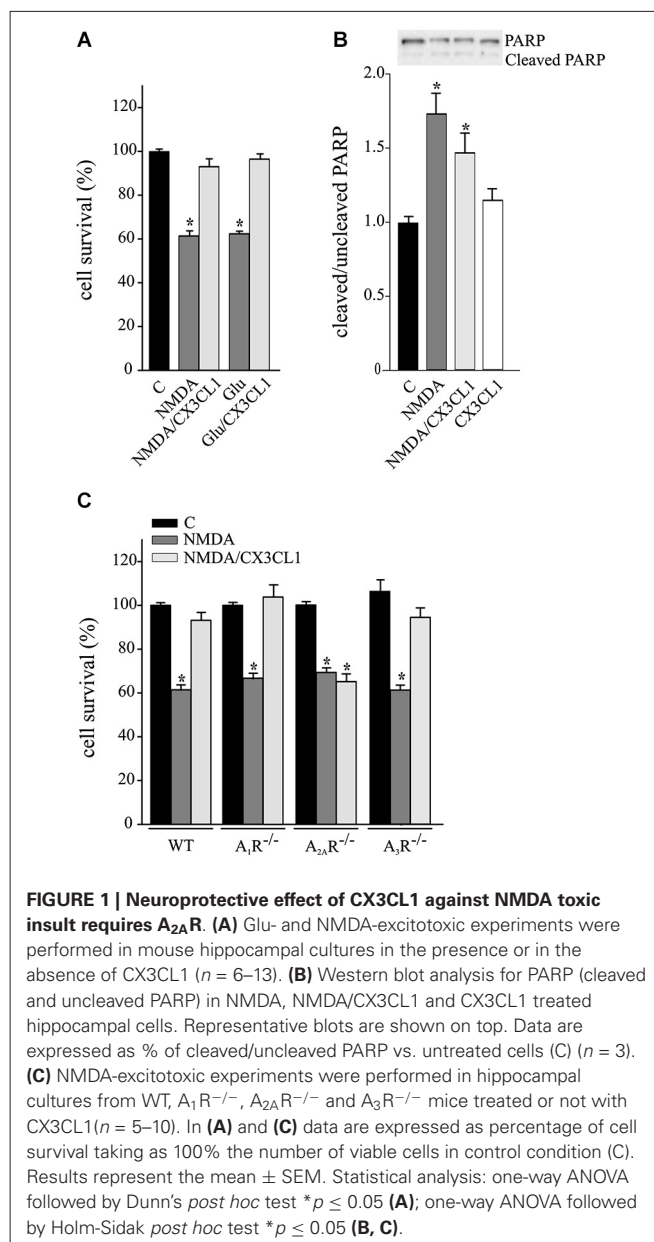 A
cell survival (%)
120
100
80
60
40
20
0
*
*
C
NMDA
NMDA/CX3CL1
Glu
Glu/CX3CL1
B
PARP
Cleaved PARP
cleaved/uncleaved PARP
2.0
1.5
1.0
0.5
0
*
*
C
NMDA
NMDA/CX3CL1
CX3CL1
C
C
NMDA
NMDA/CX3CL1
cell survival (%)
120
100
80
60
40
20
0
*
*
*
*
*
WT
A₁R⁻/⁻
A₂ₐR⁻/⁻
A₃R⁻/⁻
FIGURE 1 | Neuroprotective effect of CX3CL1 against NMDA toxic
insult requires A₂ₐR. (A) Glu- and NMDA-excitotoxic experiments were
performed in mouse hippocampal cultures in the presence or in the
absence of CX3CL1 (n = 6–13). (B) Western blot analysis for PARP (cleaved
and uncleaved PARP) in NMDA, NMDA/CX3CL1 and CX3CL1 treated
hippocampal cells. Representative blots are shown on top. Data are
expressed as % of cleaved/uncleaved PARP vs. untreated cells (C) (n = 3).
(C) NMDA-excitotoxic experiments were performed in hippocampal
cultures from WT, A₁R⁻/⁻, A₂ₐR⁻/⁻ and A₃R⁻/⁻ mice treated or not with
CX3CL1(n = 5–10). In (A) and (C) data are expressed as percentage of cell
survival taking as 100% the number of viable cells in control condition (C).
Results represent the mean ± SEM. Statistical analysis: one-way ANOVA
followed by Dunn's post hoc test *p ≤ 0.05 (A); one-way ANOVA followed
by Holm-Sidak post hoc test *p ≤ 0.05 (B, C).